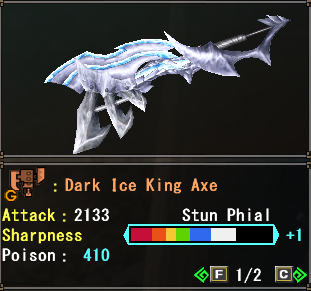 G : Dark Ice King Axe
Attack : 2133 Stun Phial
Sharpness +1
Poison : 410
F 1/2 C